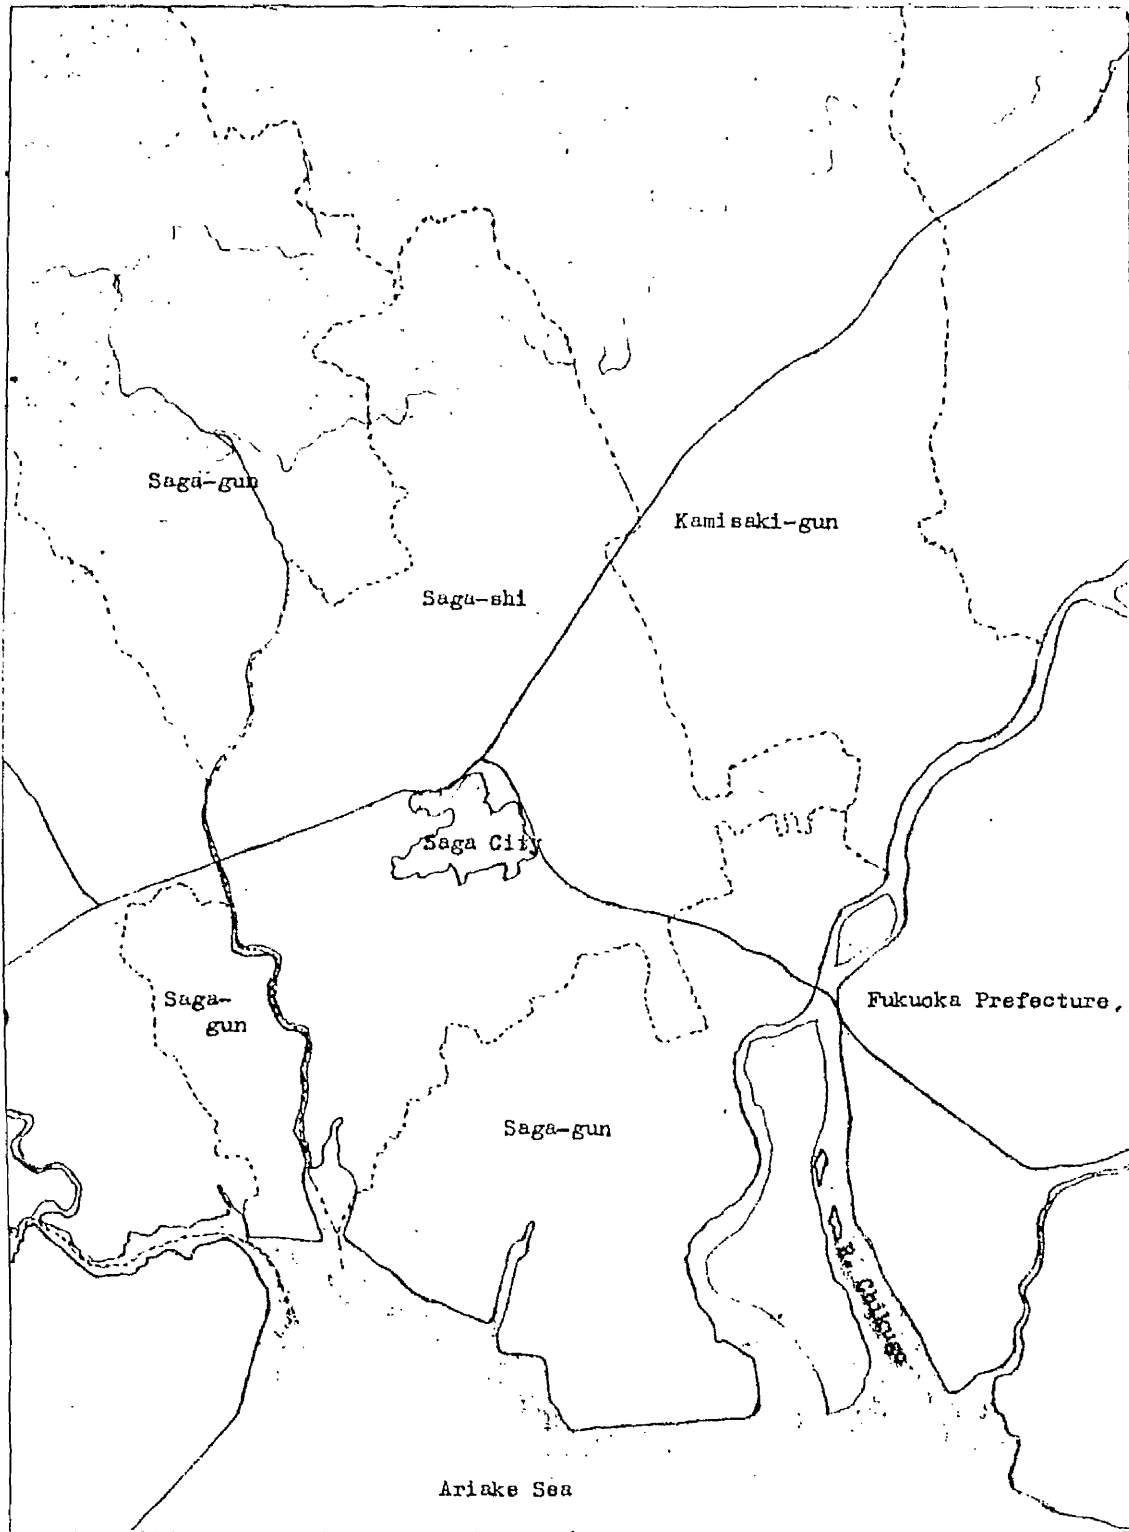 Saga-gun
Kamisaki-gun
Saga-shi
Saga City
Saga-
gun
Fukuoka Prefecture,
Saga-gun
R. Chikugo
Ariake Sea